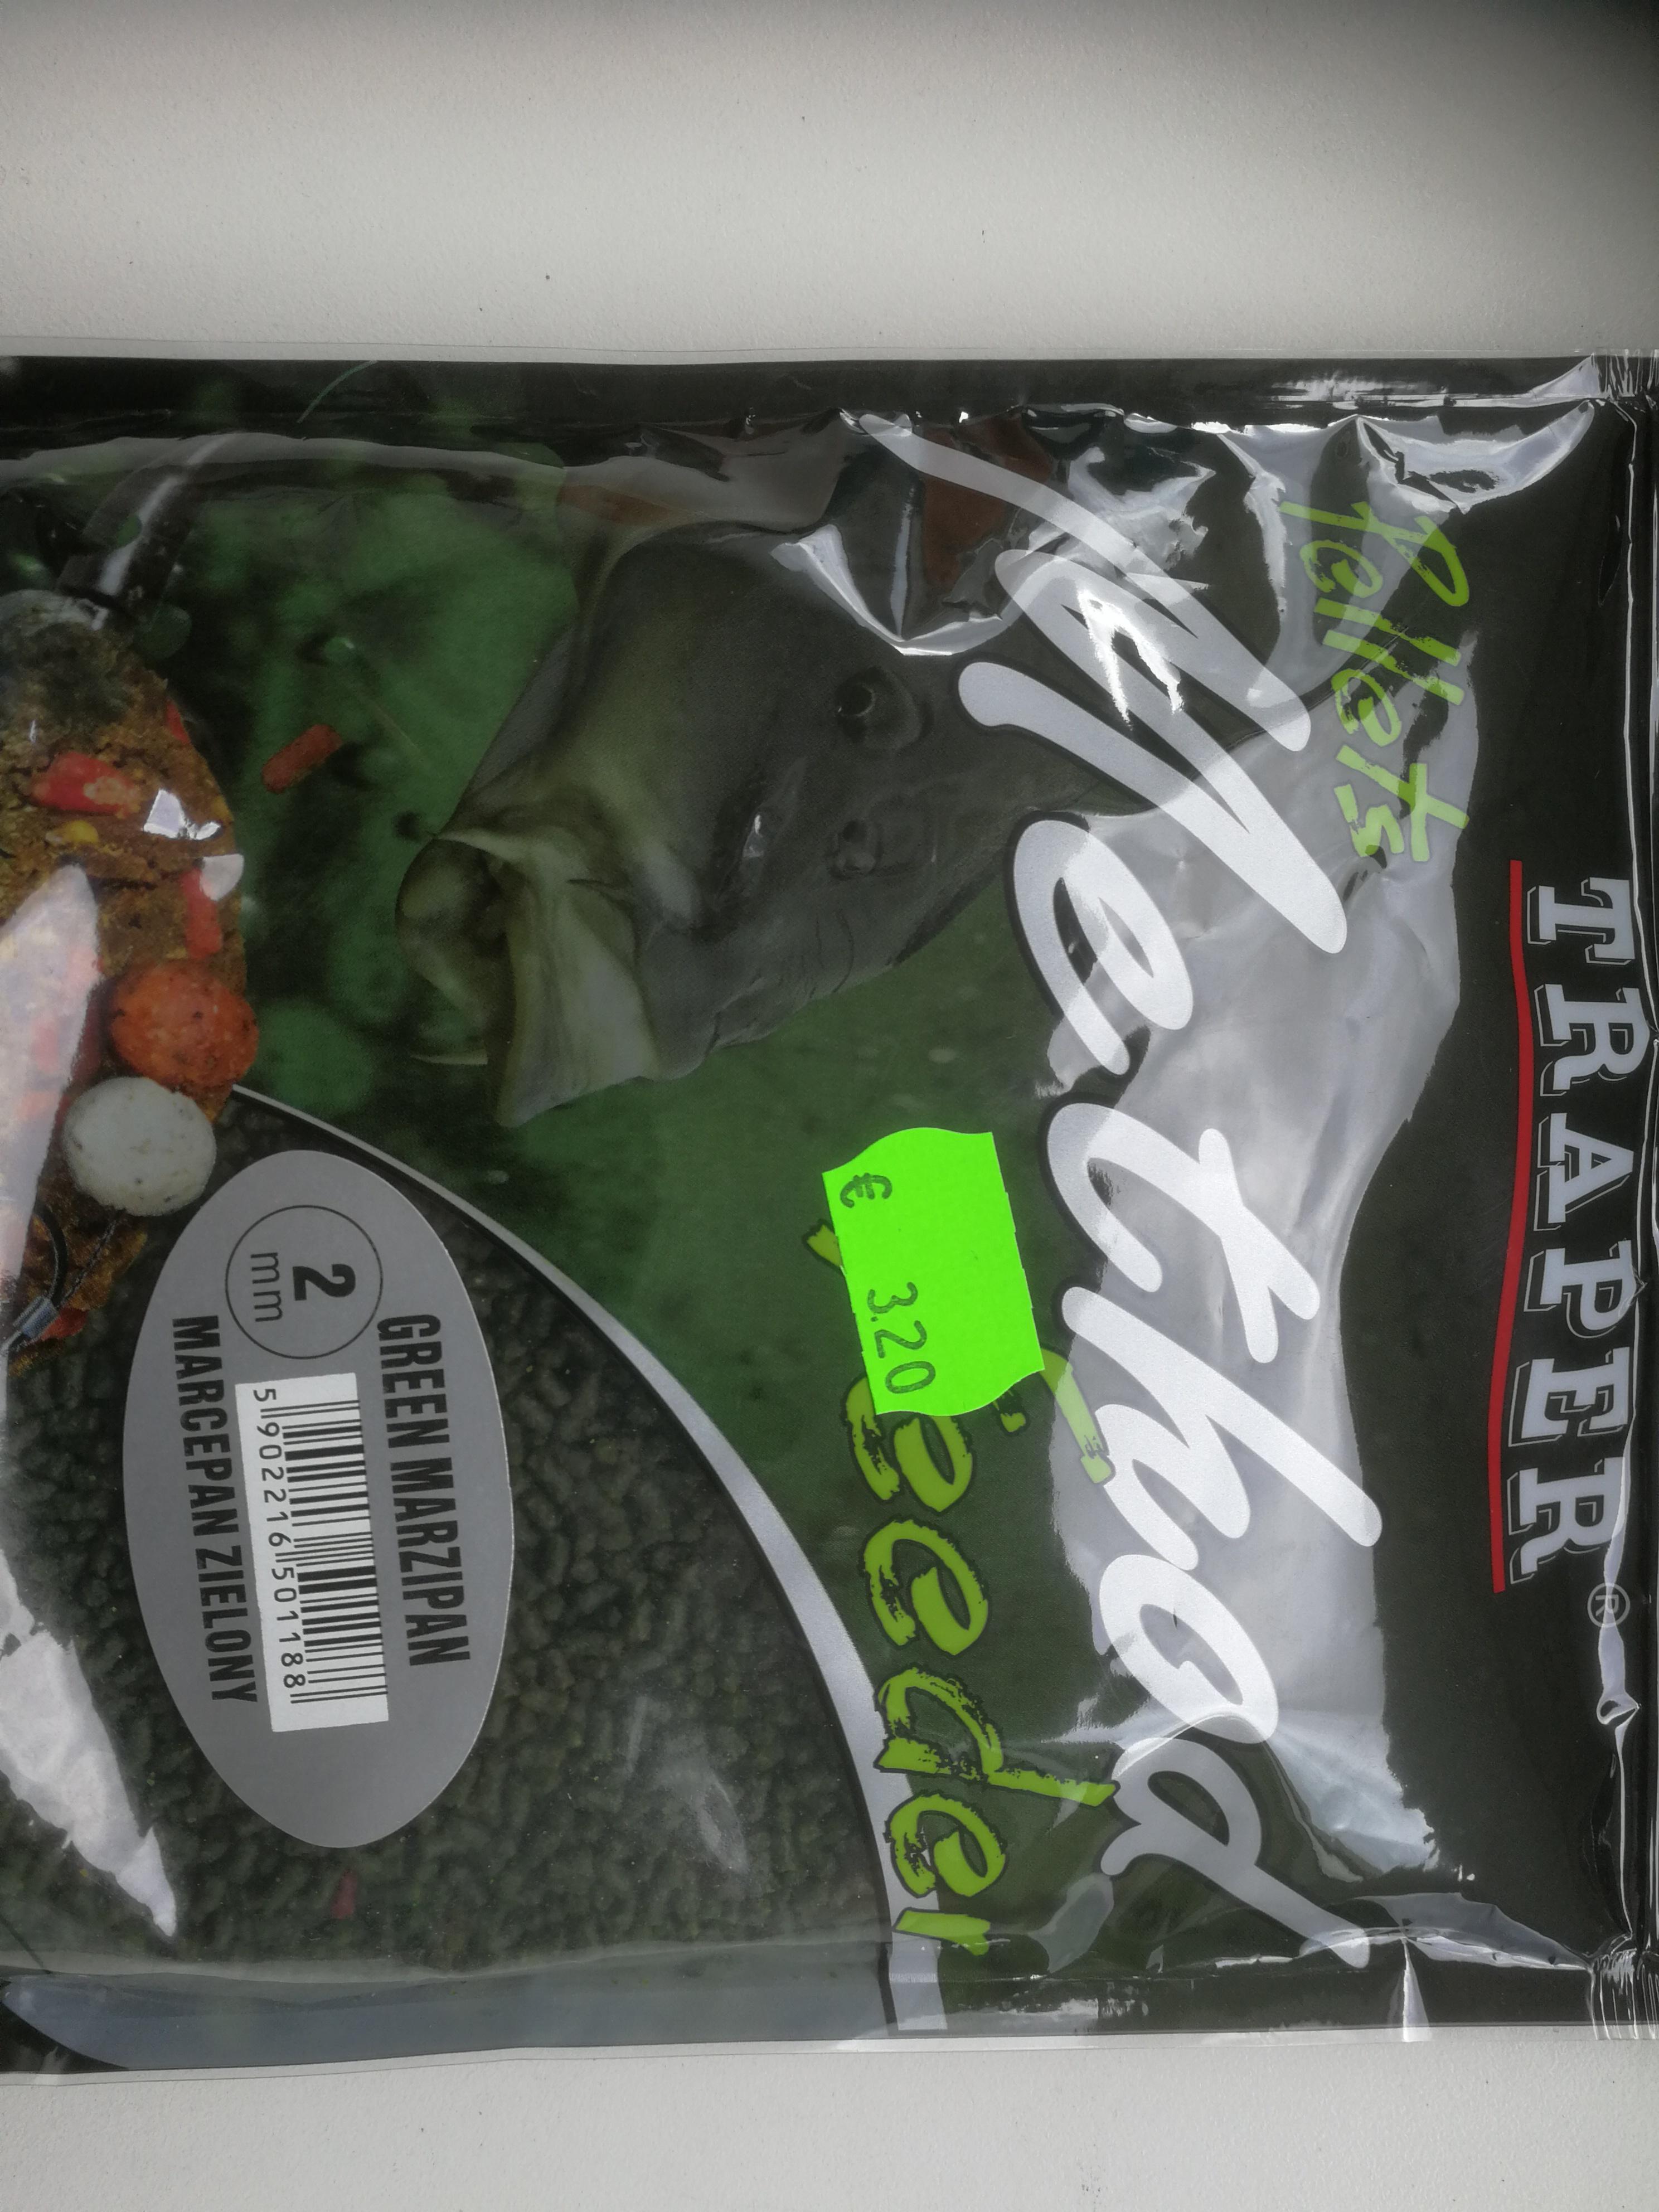 TRAPER®
Pellets
Method
Feeder
€ 3.20
GREEN MARZIPAN
2
mm
5 902216 501188
MARCEPAN ZIELONY